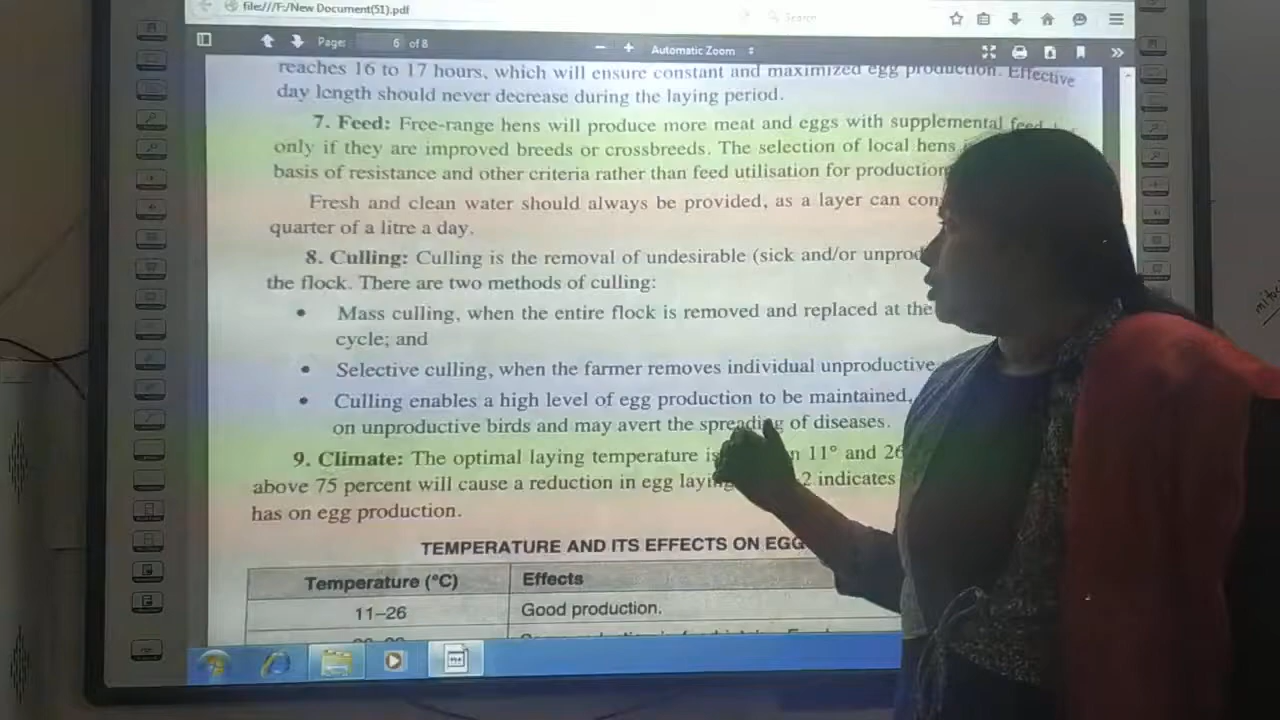 file:///F:/New Document(51).pdf
Search
Page: 6 of 8
Automatic Zoom
reaches 16 to 17 hours, which will ensure constant and maximized egg production. Effective
day length should never decrease during the laying period.
7. Feed: Free-range hens will produce more meat and eggs with supplemental feed
only if they are improved breeds or crossbreeds. The selection of local hens
basis of resistance and other criteria rather than feed utilisation for production
Fresh and clean water should always be provided, as a layer can con
quarter of a litre a day.
8. Culling: Culling is the removal of undesirable (sick and/or unprod
the flock. There are two methods of culling:
• Mass culling, when the entire flock is removed and replaced at the
cycle; and
• Selective culling, when the farmer removes individual unproductive
• Culling enables a high level of egg production to be maintained,
on unproductive birds and may avert the spreading of diseases.
9. Climate: The optimal laying temperature is n 11° and 26
above 75 percent will cause a reduction in egg laying 2 indicates
has on egg production.
TEMPERATURE AND ITS EFFECTS ON EGG
Temperature (°C) Effects
11–26 Good production.